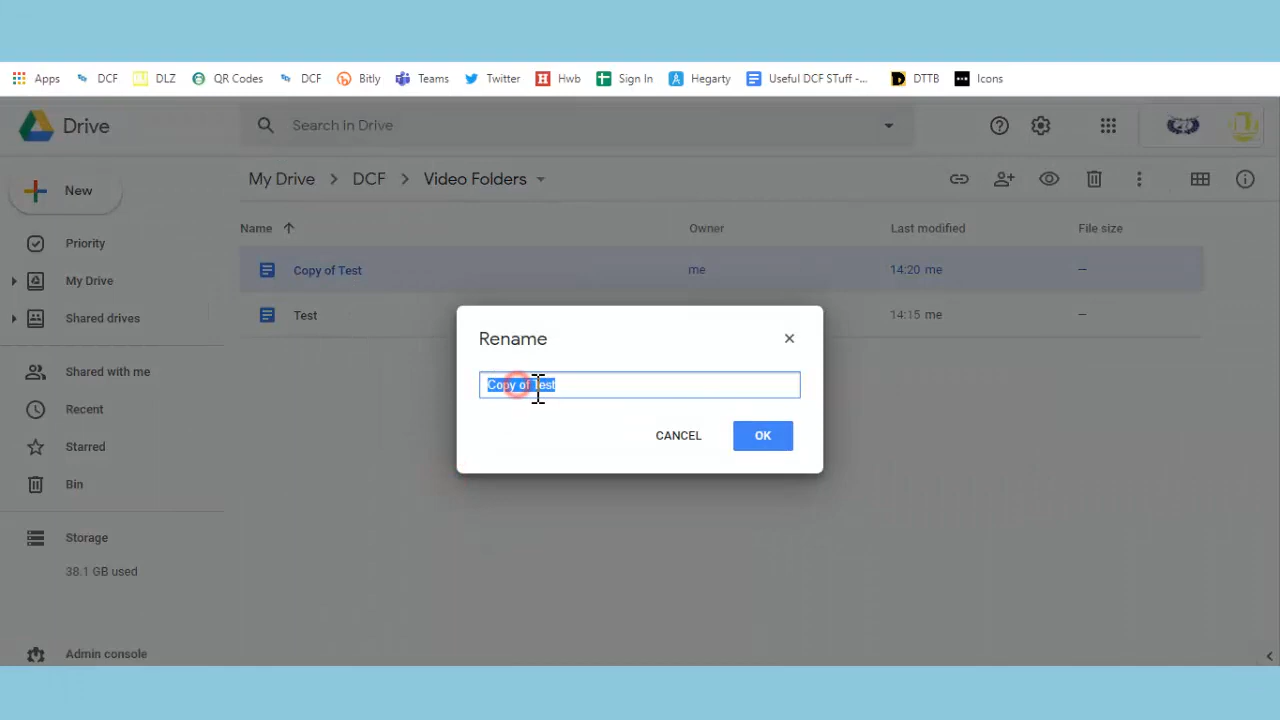 Apps DCF DLZ QR Codes DCF Bitly Teams Twitter Hwb Sign In Hegarty Useful DCF STuff -... DTTB Icons
Drive Search in Drive
New My Drive DCF Video Folders
Name Owner Last modified File size
Priority
Copy of Test me 14:20 me —
My Drive
Test 14:15 me —
Shared drives
Rename
Shared with me
Copy of Test
Recent
CANCEL OK
Starred
Bin
Storage
38.1 GB used
Admin console